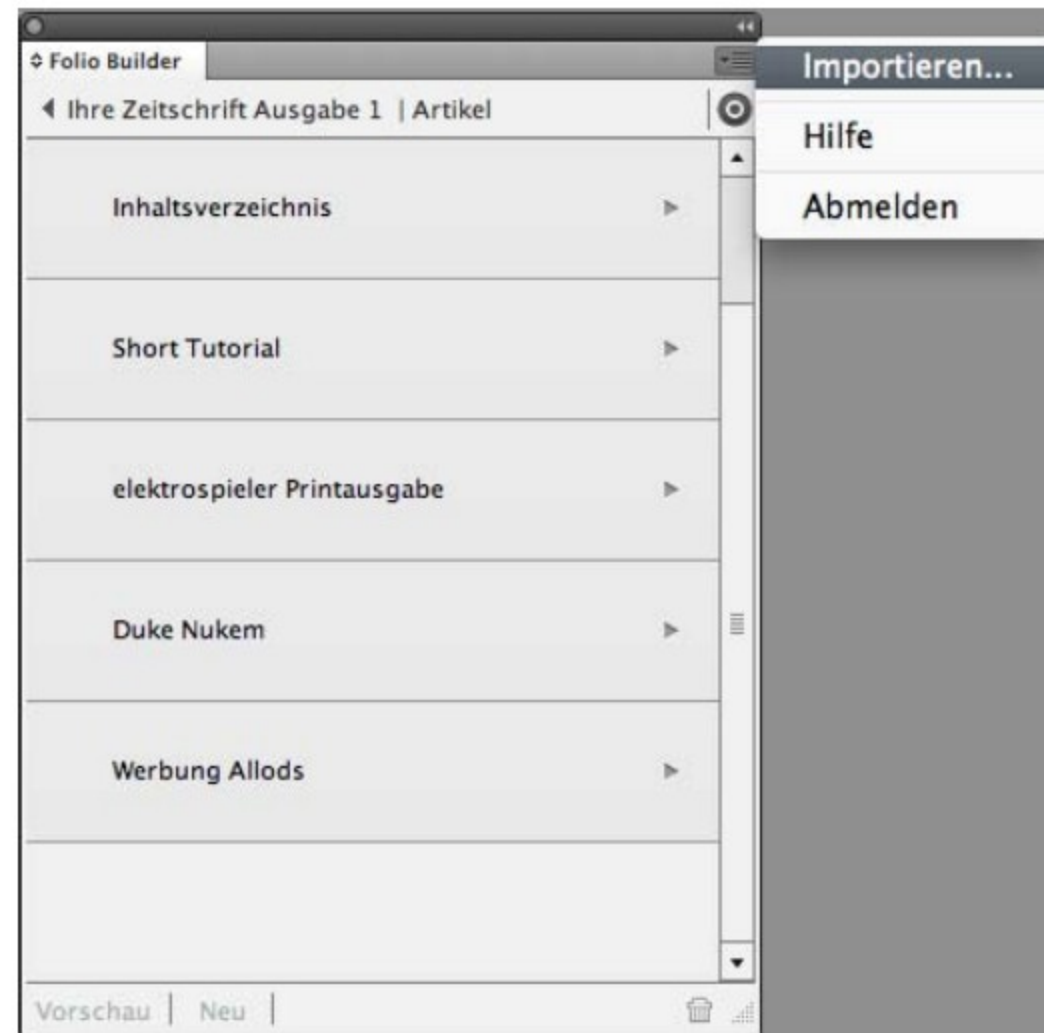 Folio Builder
Importieren...
Ihre Zeitschrift Ausgabe 1 | Artikel
Hilfe
Abmelden
Inhaltsverzeichnis
Short Tutorial
elektrospieler Printausgabe
Duke Nukem
Werbung Allods
Vorschau | Neu |